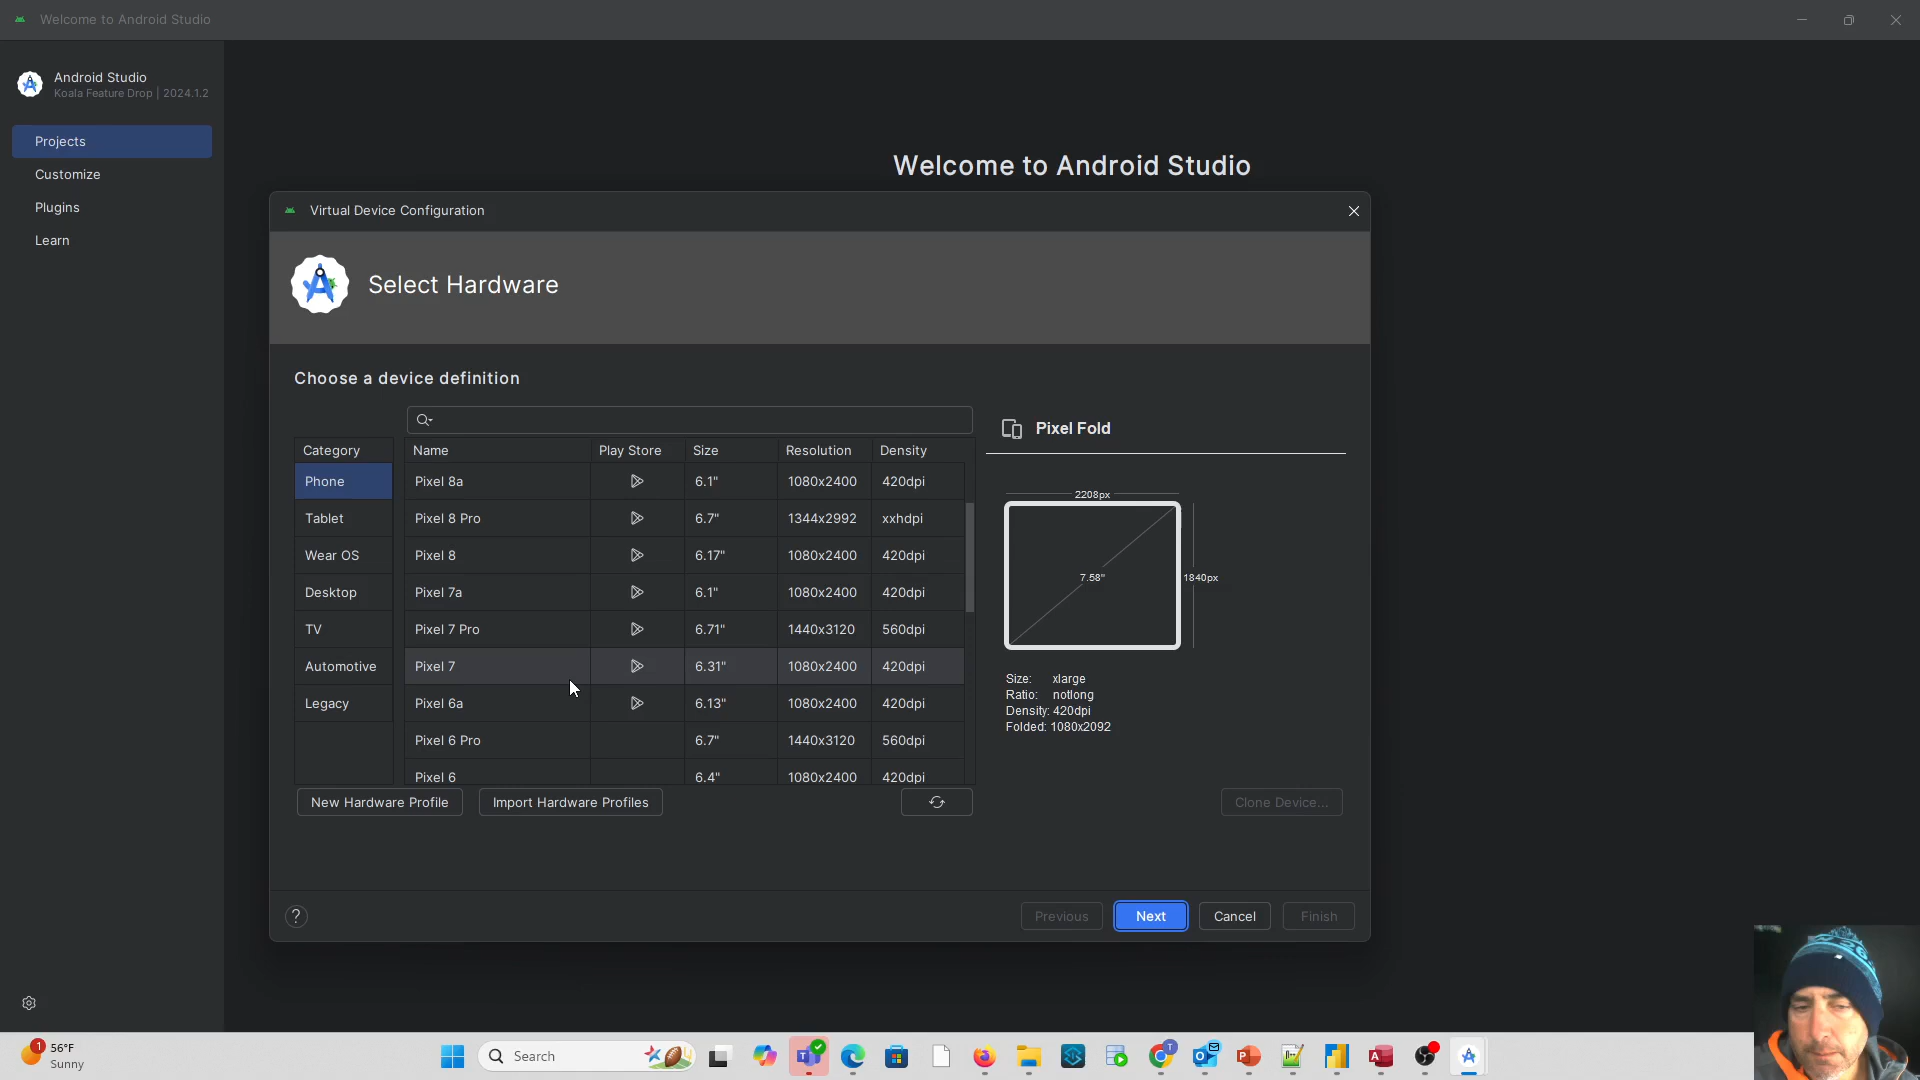 Welcome to Android Studio
Android Studio
Koala Feature Drop | 2024.1.2
Projects
Customize
Plugins
Learn
Welcome to Android Studio
Virtual Device Configuration
Select Hardware
Choose a device definition
Category Name Play Store Size Resolution Density
Phone Pixel 8a 6.1" 1080x2400 420dpi
Tablet Pixel 8 Pro 6.7" 1344x2992 xxhdpi
Wear OS Pixel 8 6.17" 1080x2400 420dpi
Desktop Pixel 7a 6.1" 1080x2400 420dpi
TV Pixel 7 Pro 6.71" 1440x3120 560dpi
Automotive Pixel 7 6.31" 1080x2400 420dpi
Legacy Pixel 6a 6.13" 1080x2400 420dpi
Pixel 6 Pro 6.7" 1440x3120 560dpi
Pixel 6 6.4" 1080x2400 420dpi
New Hardware Profile Import Hardware Profiles
Pixel Fold
2208px
7.58" 1840px
Size: xlarge
Ratio: notlong
Density: 420dpi
Folded: 1080x2092
Clone Device...
? Previous Next Cancel Finish
1 56°F
Sunny
Search
T